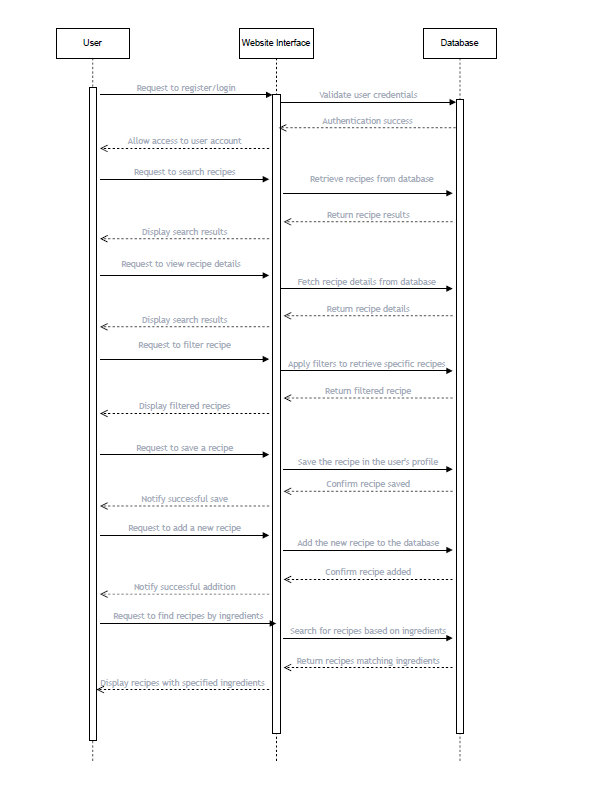 User
Website Interface
Database
Request to register/login
Validate user credentials
Authentication success
Allow access to user account
Request to search recipes
Retrieve recipes from database
Return recipe results
Display search results
Request to view recipe details
Fetch recipe details from database
Return recipe details
Display search results
Request to filter recipe
Apply filters to retrieve specific recipes
Return filtered recipe
Display filtered recipes
Request to save a recipe
Save the recipe in the user's profile
Confirm recipe saved
Notify successful save
Request to add a new recipe
Add the new recipe to the database
Confirm recipe added
Notify successful addition
Request to find recipes by ingredients
Search for recipes based on ingredients
Return recipes matching ingredients
Display recipes with specified ingredients